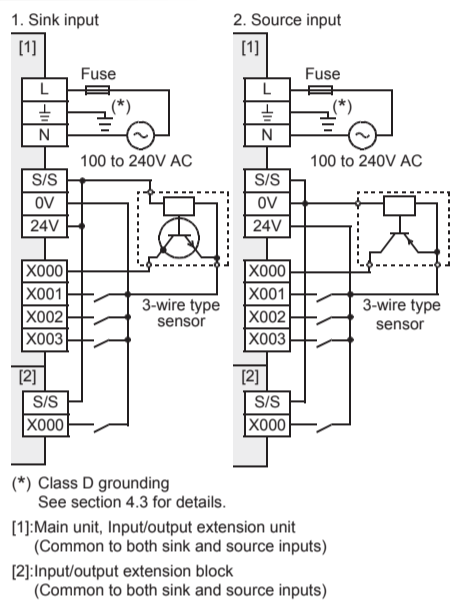 1. Sink input
[1]
L
Fuse
(*)
N
100 to 240V AC
S/S
0V
24V
X000
X001
X002
X003
3-wire type
sensor
[2]
S/S
X000
2. Source input
[1]
L
Fuse
(*)
N
100 to 240V AC
S/S
0V
24V
X000
X001
X002
X003
3-wire type
sensor
[2]
S/S
X000
(*) Class D grounding
See section 4.3 for details.
[1]:Main unit, Input/output extension unit
(Common to both sink and source inputs)
[2]:Input/output extension block
(Common to both sink and source inputs)